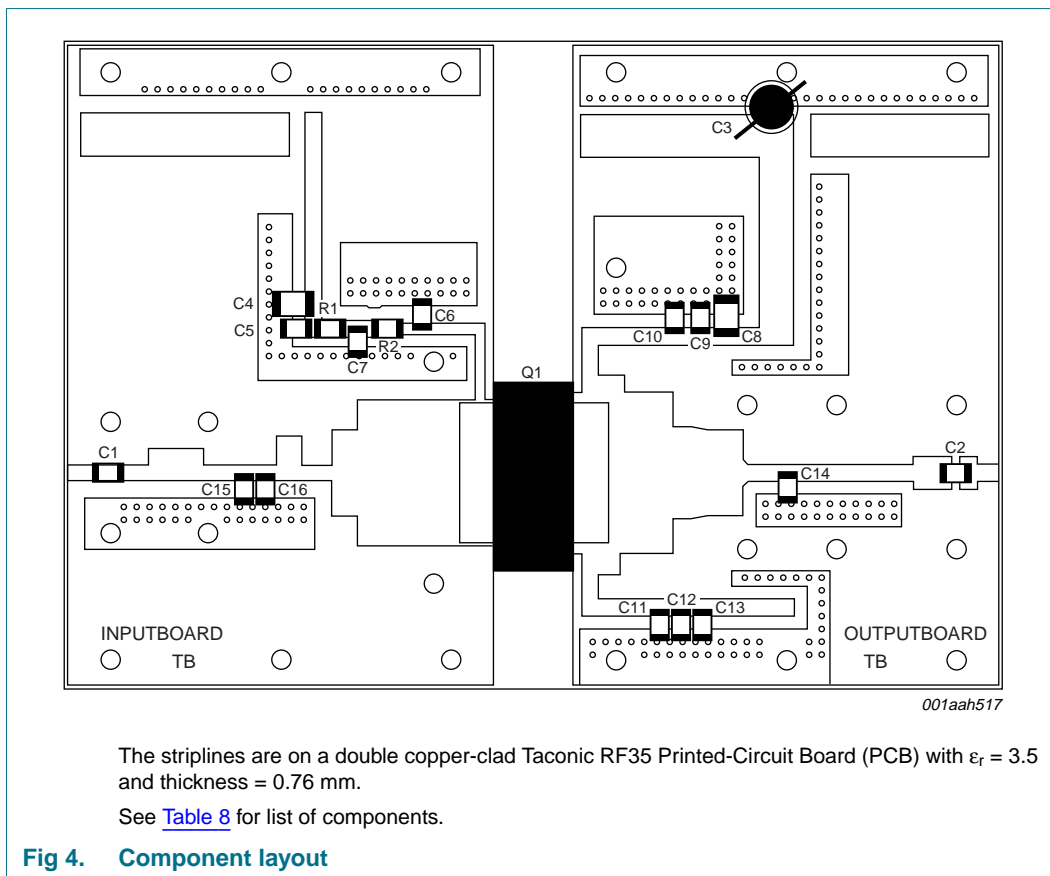 C3
C4
R1
C5
C6
R2
C7
C10
C9
C8
Q1
C1
C2
C15
C16
C14
C11
C12
C13
INPUTBOARD
TB
OUTPUTBOARD
TB
001aah517
The striplines are on a double copper-clad Taconic RF35 Printed-Circuit Board (PCB) with εr = 3.5
and thickness = 0.76 mm.
See Table 8 for list of components.
Fig 4. Component layout